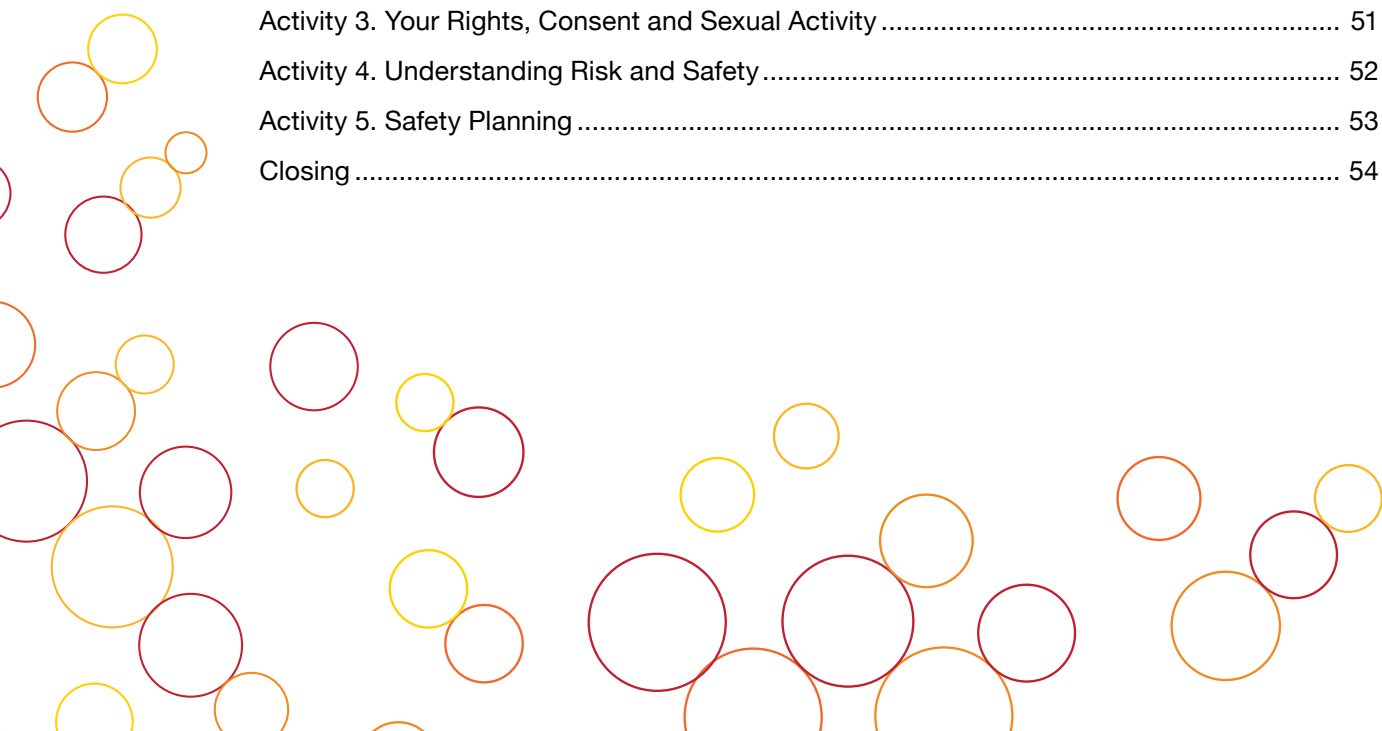 Activity 3. Your Rights, Consent and Sexual Activity ........................................................................ 51
Activity 4. Understanding Risk and Safety ........................................................................................ 52
Activity 5. Safety Planning .................................................................................................................. 53
Closing ................................................................................................................................................. 54